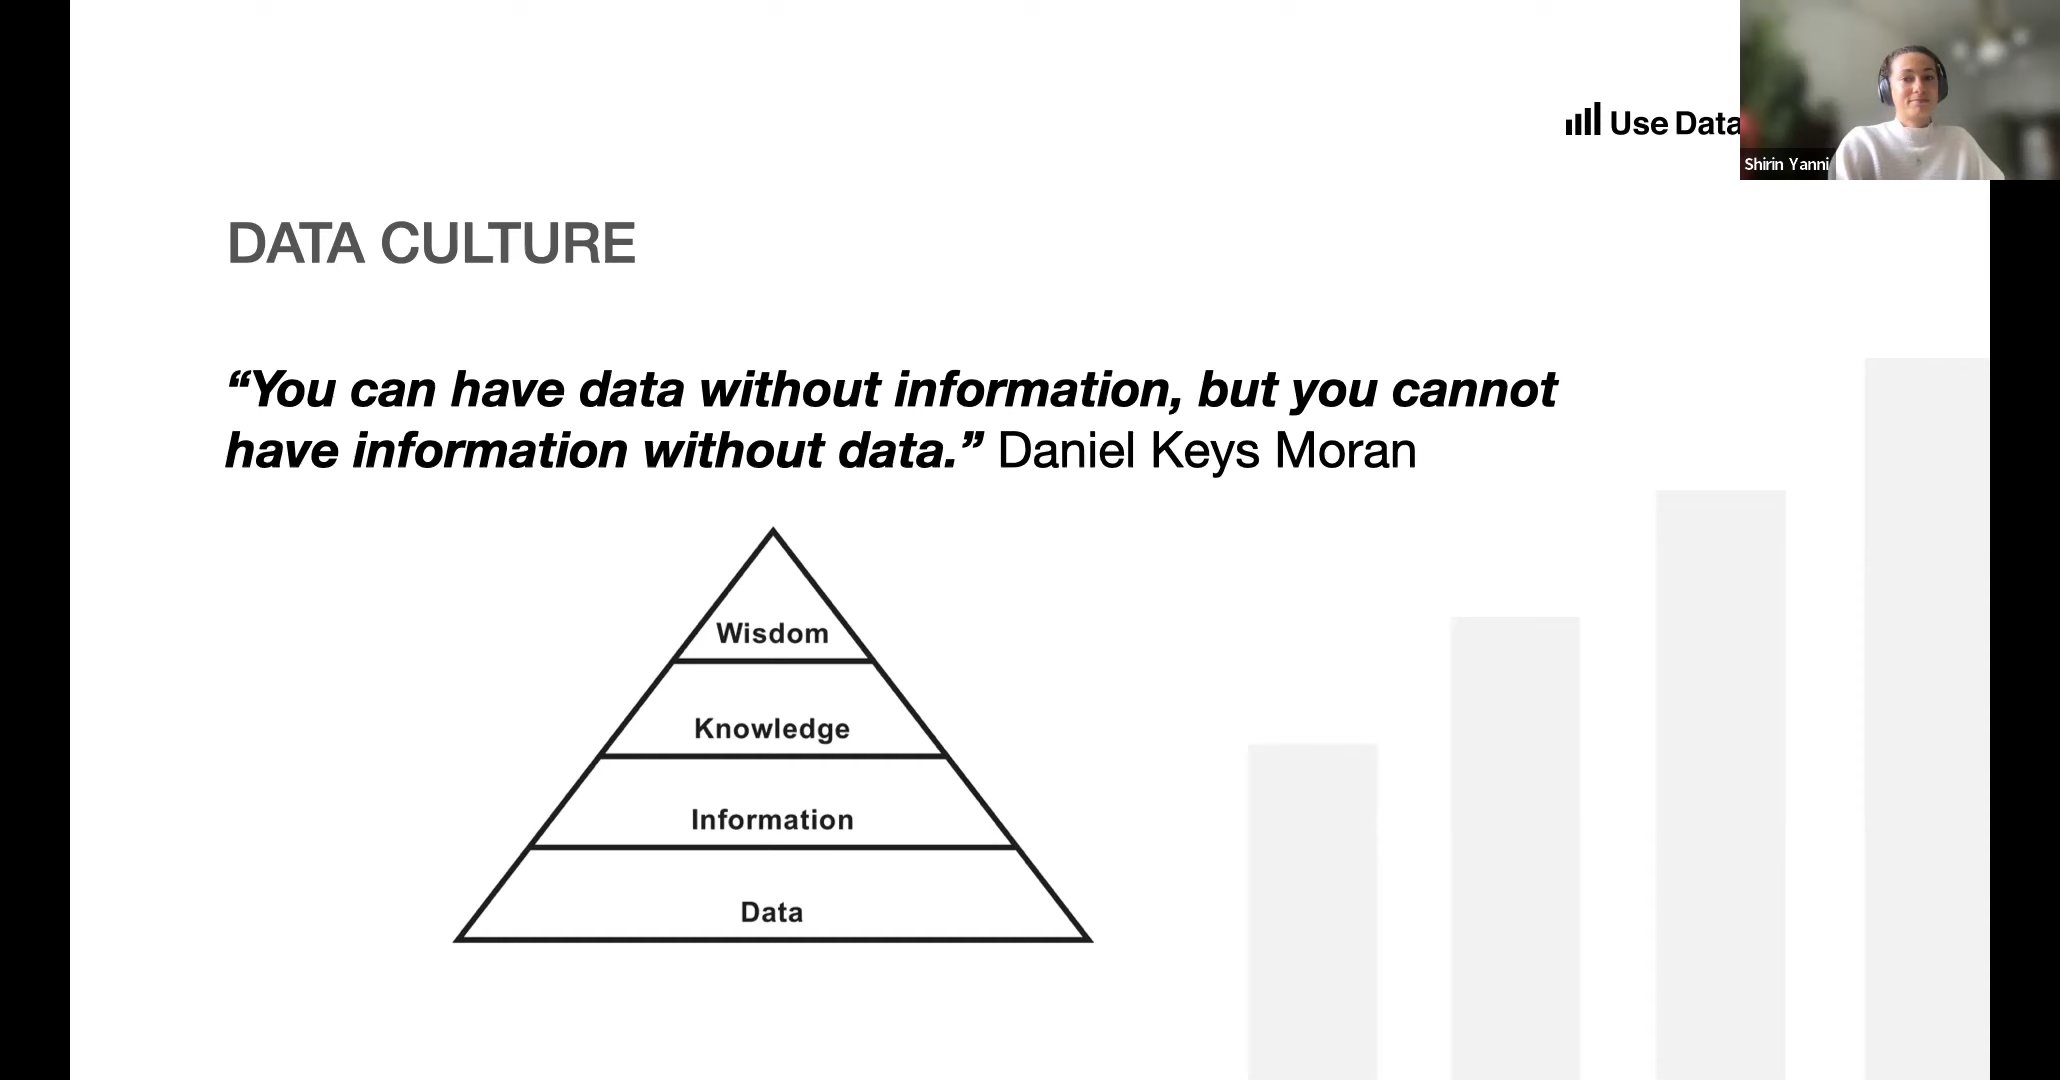 Use Data
Shirin Yanni
DATA CULTURE
“You can have data without information, but you cannot
have information without data.” Daniel Keys Moran
Wisdom
Knowledge
Information
Data